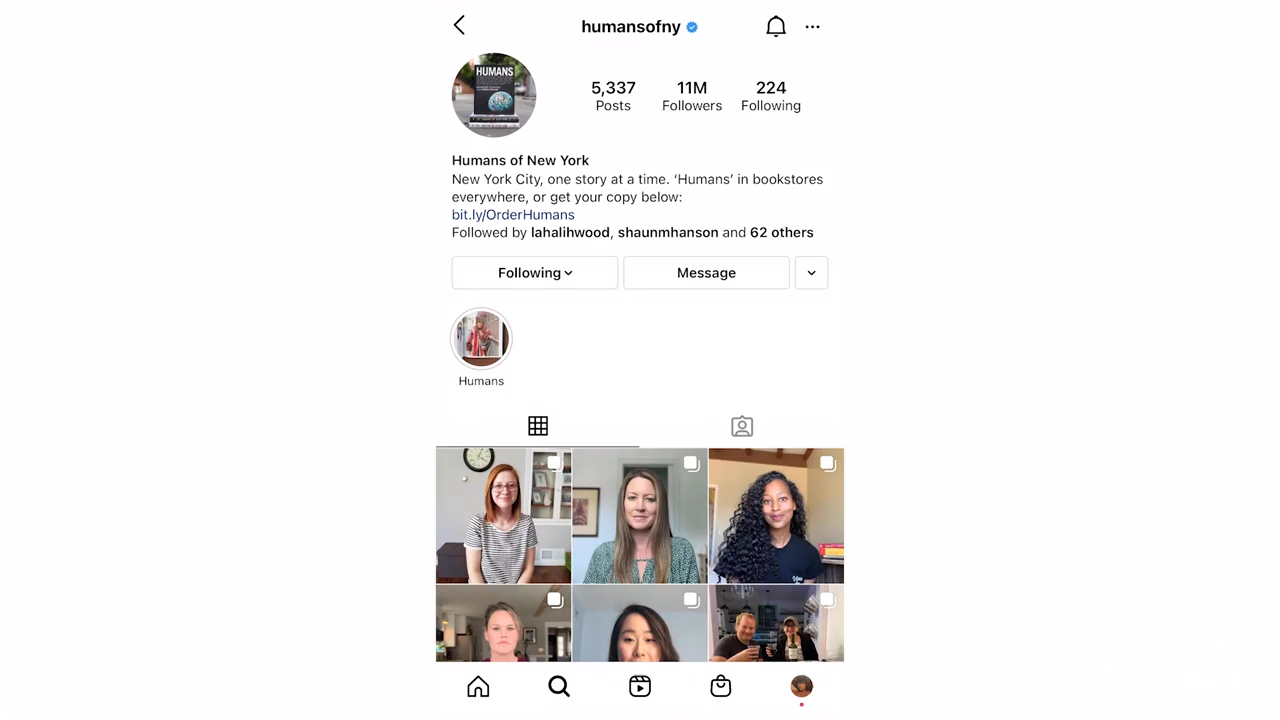 humansofny
HUMANS
5,337
11M
224
Posts
Followers
Following
Humans of New York
New York City, one story at a time. ‘Humans’ in bookstores
everywhere, or get your copy below:
bit.ly/OrderHumans
Followed by lahalihwood, shaunmhanson and 62 others
Following
Message
Humans